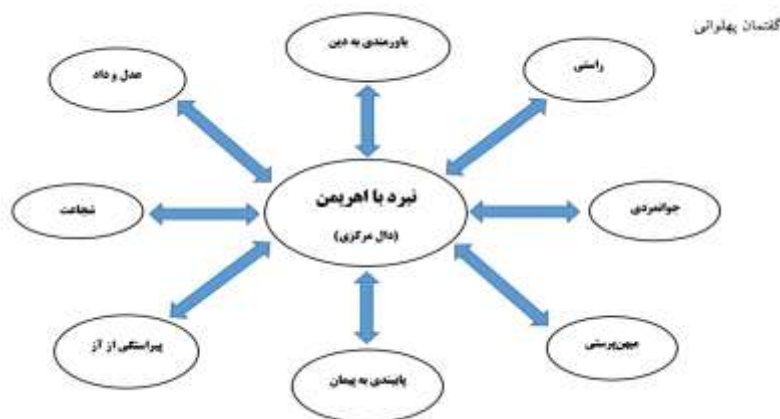 گفتمان پهلوانی
باورمندی به دین
راستی
عدل و داد
نبرد با اهریمن
(دال مرکزی)
جوانمردی
شجاعت
میهن‌پرستی
پیراستگی از آز
پایبندی به پیمان